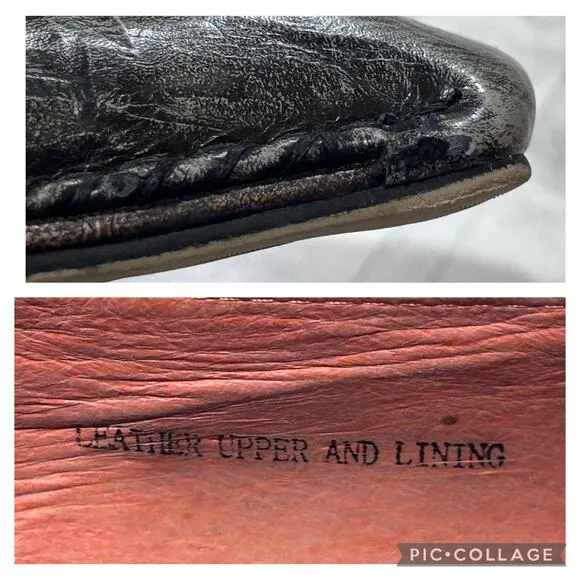 LEATHER UPPER AND LINING
PIC•COLLAGE